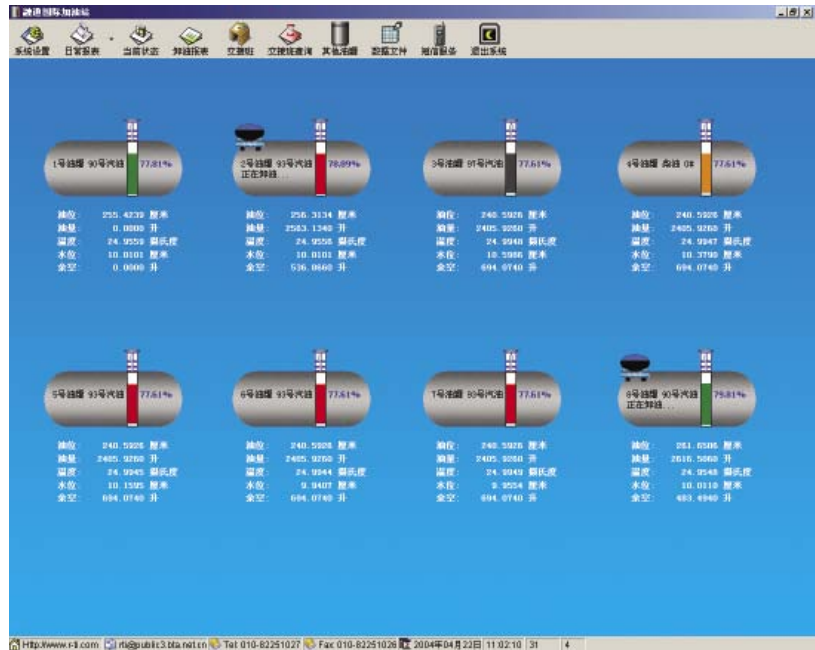 融通国际加油站
系统设置 日常报表 当前状态 卸油报表 交接班 交接班查询 其他油罐 数据文件 短信服务 退出系统
1号油罐 90号汽油 77.81%
2号油罐 93号汽油 78.89%
正在卸油...
3号油罐 97号汽油 77.61%
4号油罐 柴油 0# 77.61%
油位: 255.4239 厘米
油量: 0.0000 升
温度: 24.9559 摄氏度
水位: 10.0101 厘米
余空: 0.0000 升
油位: 256.3134 厘米
油量: 2563.1340 升
温度: 24.9556 摄氏度
水位: 10.0101 厘米
余空: 536.8660 升
油位: 240.5926 厘米
油量: 2405.9260 升
温度: 24.9948 摄氏度
水位: 10.5986 厘米
余空: 694.0740 升
油位: 240.5926 厘米
油量: 2405.9260 升
温度: 24.9947 摄氏度
水位: 10.3790 厘米
余空: 694.0740 升
5号油罐 93号汽油 77.61%
6号油罐 93号汽油 77.61%
7号油罐 93号汽油 77.61%
8号油罐 90号汽油 79.81%
正在卸油...
油位: 240.5926 厘米
油量: 2405.9260 升
温度: 24.9945 摄氏度
水位: 10.1595 厘米
余空: 694.0740 升
油位: 240.5926 厘米
油量: 2405.9260 升
温度: 24.9944 摄氏度
水位: 9.9407 厘米
余空: 694.0740 升
油位: 240.5926 厘米
油量: 2405.9260 升
温度: 24.9949 摄氏度
水位: 9.9554 厘米
余空: 694.0740 升
油位: 261.6506 厘米
油量: 2616.5060 升
温度: 24.9548 摄氏度
水位: 10.0110 厘米
余空: 483.4940 升
Http:/www.r-ti.com rti@public3.bta.net.cn Tel: 010-82251027 Fax: 010-82251026 2004年04月22日 11:02:10 31 4